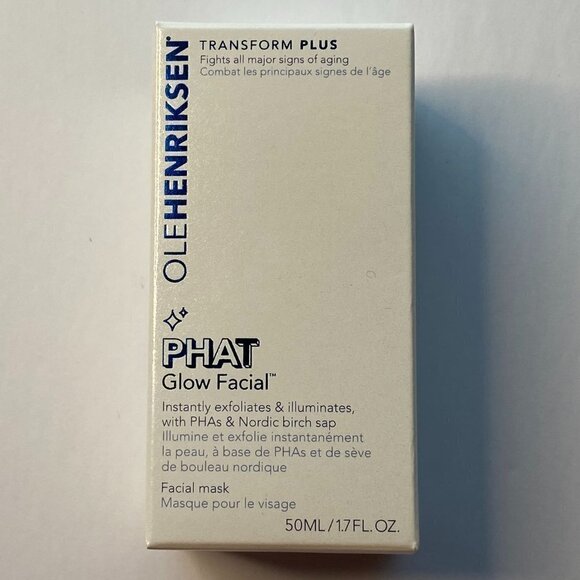 OLEHENRIKSEN®
TRANSFORM PLUS
Fights all major signs of aging
Combat les principaux signes de l'âge
PHAT
Glow Facial™
Instantly exfoliates & illuminates,
with PHAs & Nordic birch sap
Illumine et exfolie instantanément
la peau, à base de PHAs et de sève
de bouleau nordique
Facial mask
Masque pour le visage
50ML/1.7FL.OZ.